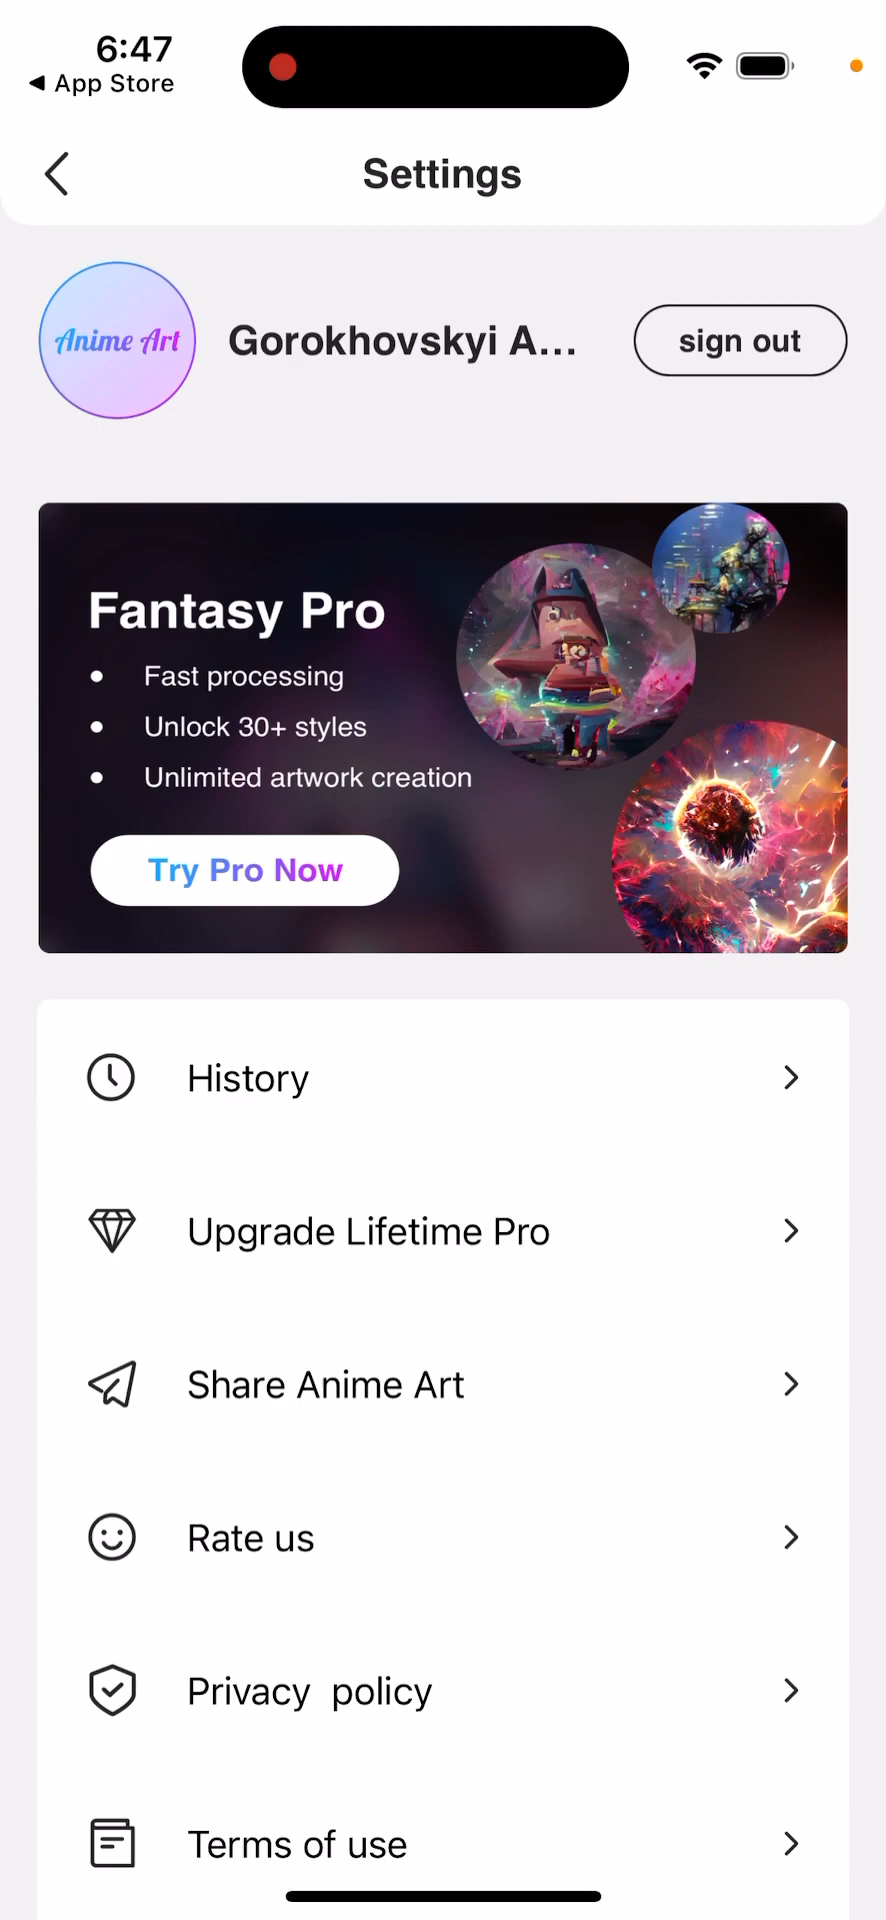 6:47
App Store
Settings
Anime Art
Gorokhovskyi A...
sign out
Fantasy Pro
• Fast processing
• Unlock 30+ styles
• Unlimited artwork creation
Try Pro Now
History
Upgrade Lifetime Pro
Share Anime Art
Rate us
Privacy  policy
Terms of use